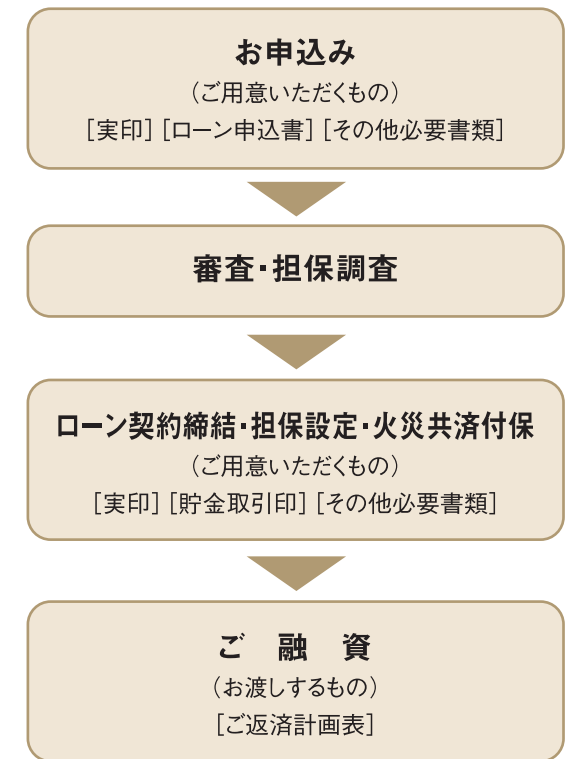 お申込み
（ご用意いただくもの）
［実印］［ローン申込書］［その他必要書類］
審査・担保調査
ローン契約締結・担保設定・火災共済付保
（ご用意いただくもの）
［実印］［貯金取引印］［その他必要書類］
ご　融　資
（お渡しするもの）
［ご返済計画表］